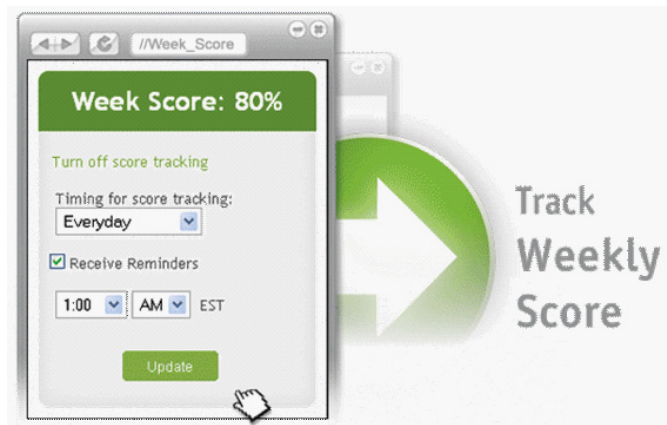 //Week_Score
Week Score: 80%
Turn off score tracking
Timing for score tracking:
Everyday
Receive Reminders
1:00 AM EST
Update
Track
Weekly
Score